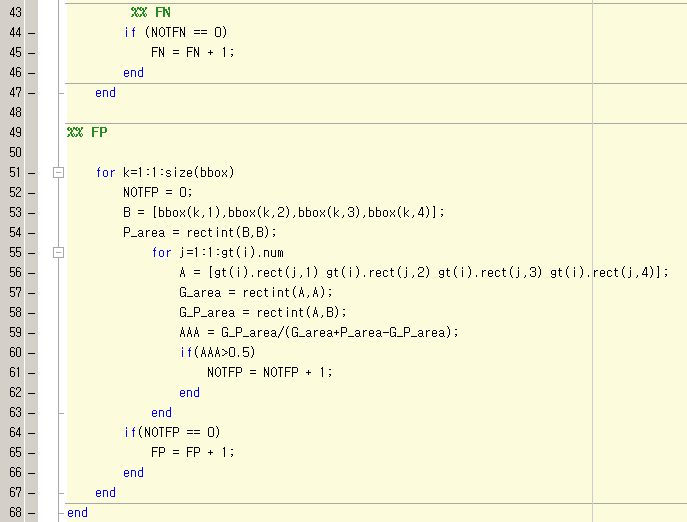 43 %% FN
44 – if (NOTFN == 0)
45 – FN = FN + 1;
46 – end
47 – end
48
49 %% FP
50
51 – for k=1:1:size(bbox)
52 – NOTFP = 0;
53 – B = [bbox(k,1),bbox(k,2),bbox(k,3),bbox(k,4)];
54 – P_area = rectint(B,B);
55 – for j=1:1:gt(i).num
56 – A = [gt(i).rect(j,1) gt(i).rect(j,2) gt(i).rect(j,3) gt(i).rect(j,4)];
57 – G_area = rectint(A,A);
58 – G_P_area = rectint(A,B);
59 – AAA = G_P_area/(G_area+P_area-G_P_area);
60 – if(AAA>0.5)
61 – NOTFP = NOTFP + 1;
62 – end
63 – end
64 – if(NOTFP == 0)
65 – FP = FP + 1;
66 – end
67 – end
68 – end